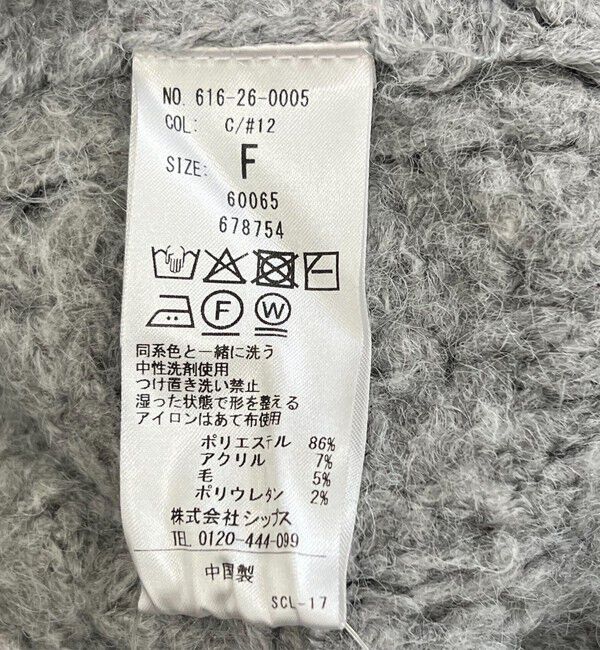 NO. 616-26-0005
COL: C/#12
SIZE: F
60065
678754
F W
同系色と一緒に洗う
中性洗剤使用
つけ置き洗い禁止
湿った状態で形を整える
アイロンはあて布使用
ポリエステル 86%
アクリル 7%
毛 5%
ポリウレタン 2%
株式会社シップス
TEL 0120-444-099
中国製
SCL-17